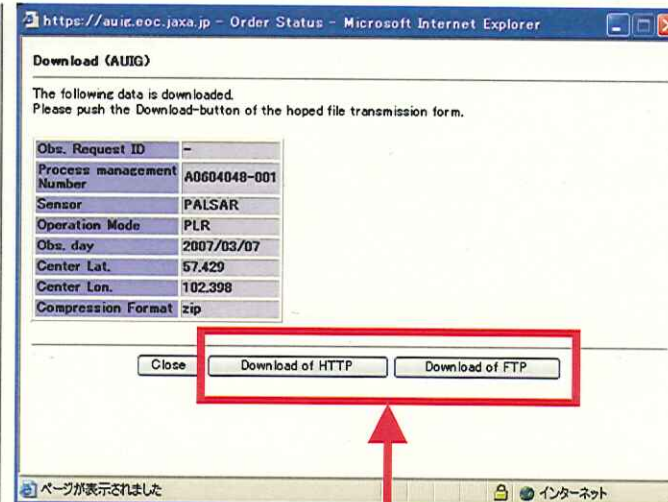 https://auig.eoc.jaxa.jp - Order Status - Microsoft Internet Explorer
Download (AUIG)
The following data is downloaded.
Please push the Download-button of the hoped file transmission form.
Obs. Request ID -
Process management Number A0604048-001
Sensor PALSAR
Operation Mode PLR
Obs. day 2007/03/07
Center Lat. 57.429
Center Lon. 102.398
Compression Format zip
Close Download of HTTP Download of FTP
ページが表示されました インターネット